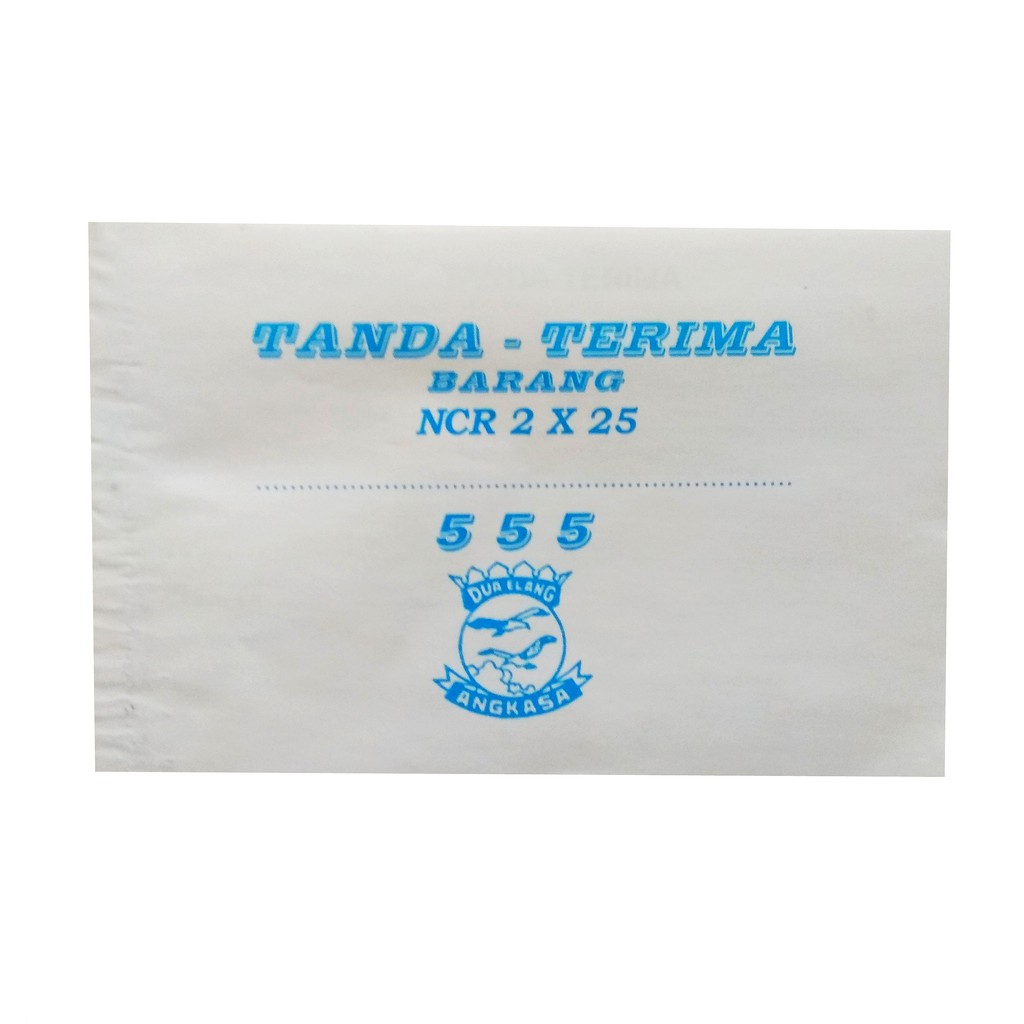 TANDA - TERIMA
BARANG
NCR 2 X 25
5 5 5
DUA ELANG
ANGKASA